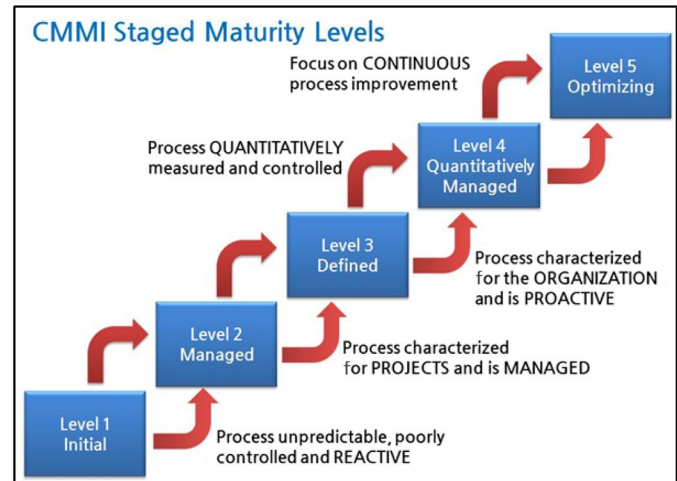 CMMI Staged Maturity Levels
Focus on CONTINUOUS
process improvement
Level 5
Optimizing
Process QUANTITATIVELY
measured and controlled
Level 4
Quantitatively
Managed
Level 3
Defined
Process characterized
for the ORGANIZATION
and is PROACTIVE
Level 2
Managed
Process characterized
for PROJECTS and is MANAGED
Level 1
Initial
Process unpredictable, poorly
controlled and REACTIVE